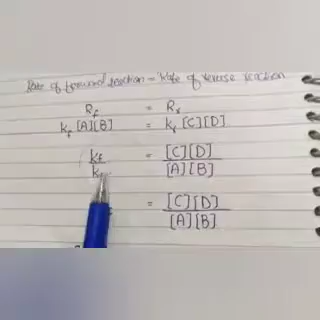 Rate of forward reaction = Rate of reverse reaction
Rf = Rr
kf [A][B] = kr [C][D]
kf/kr = [C][D]/[A][B]
= [C][D]/[A][B]